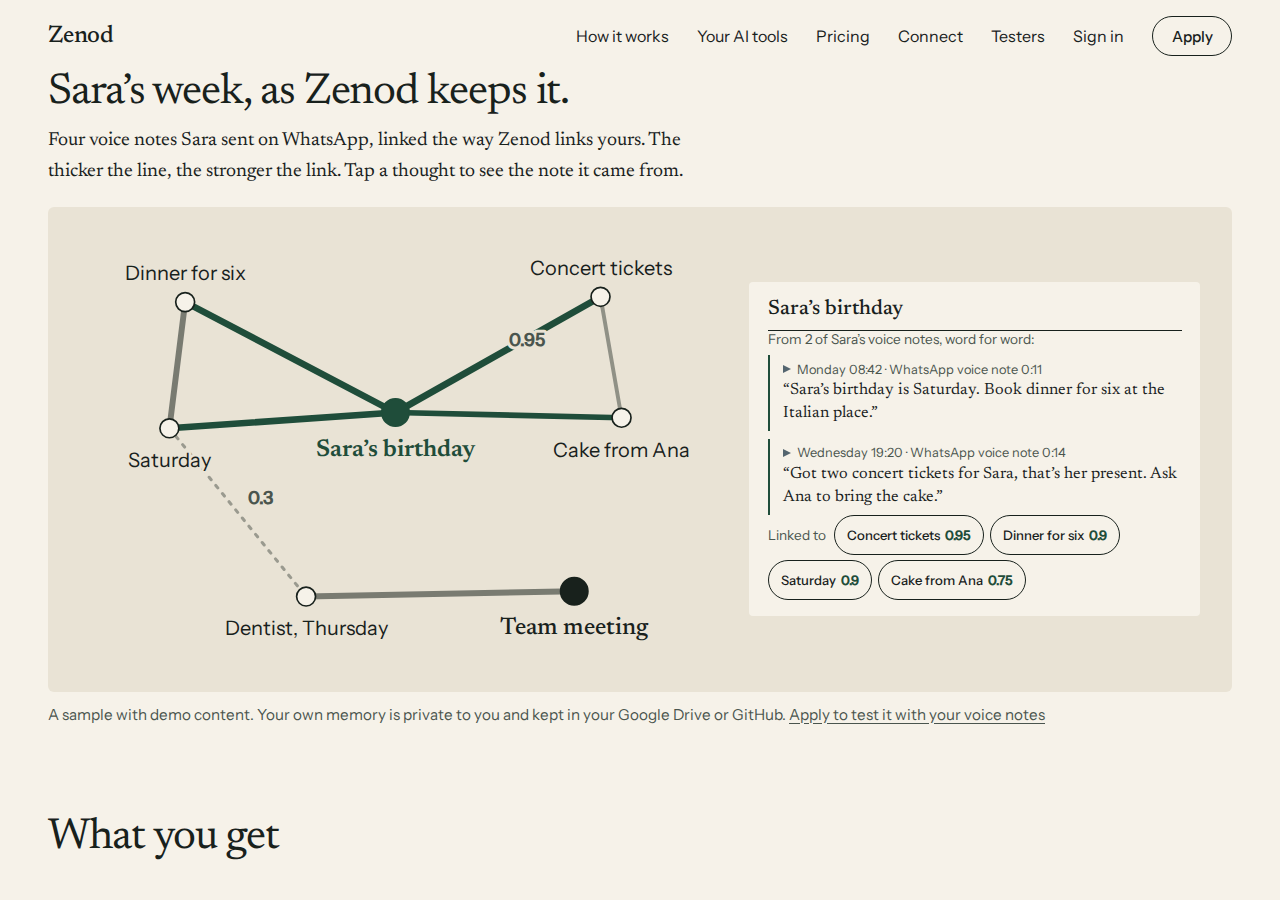 Zenod
How it works
Your AI tools
Pricing
Connect
Testers
Sign in
Apply
Sara’s week, as Zenod keeps it.
Four voice notes Sara sent on WhatsApp, linked the way Zenod links yours. The
thicker the line, the stronger the link. Tap a thought to see the note it came from.
Dinner for six
Concert tickets
0.95
Saturday
Sara’s birthday
Cake from Ana
0.3
Dentist, Thursday
Team meeting
Sara’s birthday
From 2 of Sara’s voice notes, word for word:
Monday 08:42 · WhatsApp voice note 0:11
“Sara’s birthday is Saturday. Book dinner for six at the
Italian place.”
Wednesday 19:20 · WhatsApp voice note 0:14
“Got two concert tickets for Sara, that’s her present. Ask
Ana to bring the cake.”
Linked to
Concert tickets 0.95
Dinner for six 0.9
Saturday 0.9
Cake from Ana 0.75
A sample with demo content. Your own memory is private to you and kept in your Google Drive or GitHub. Apply to test it with your voice notes
What you get